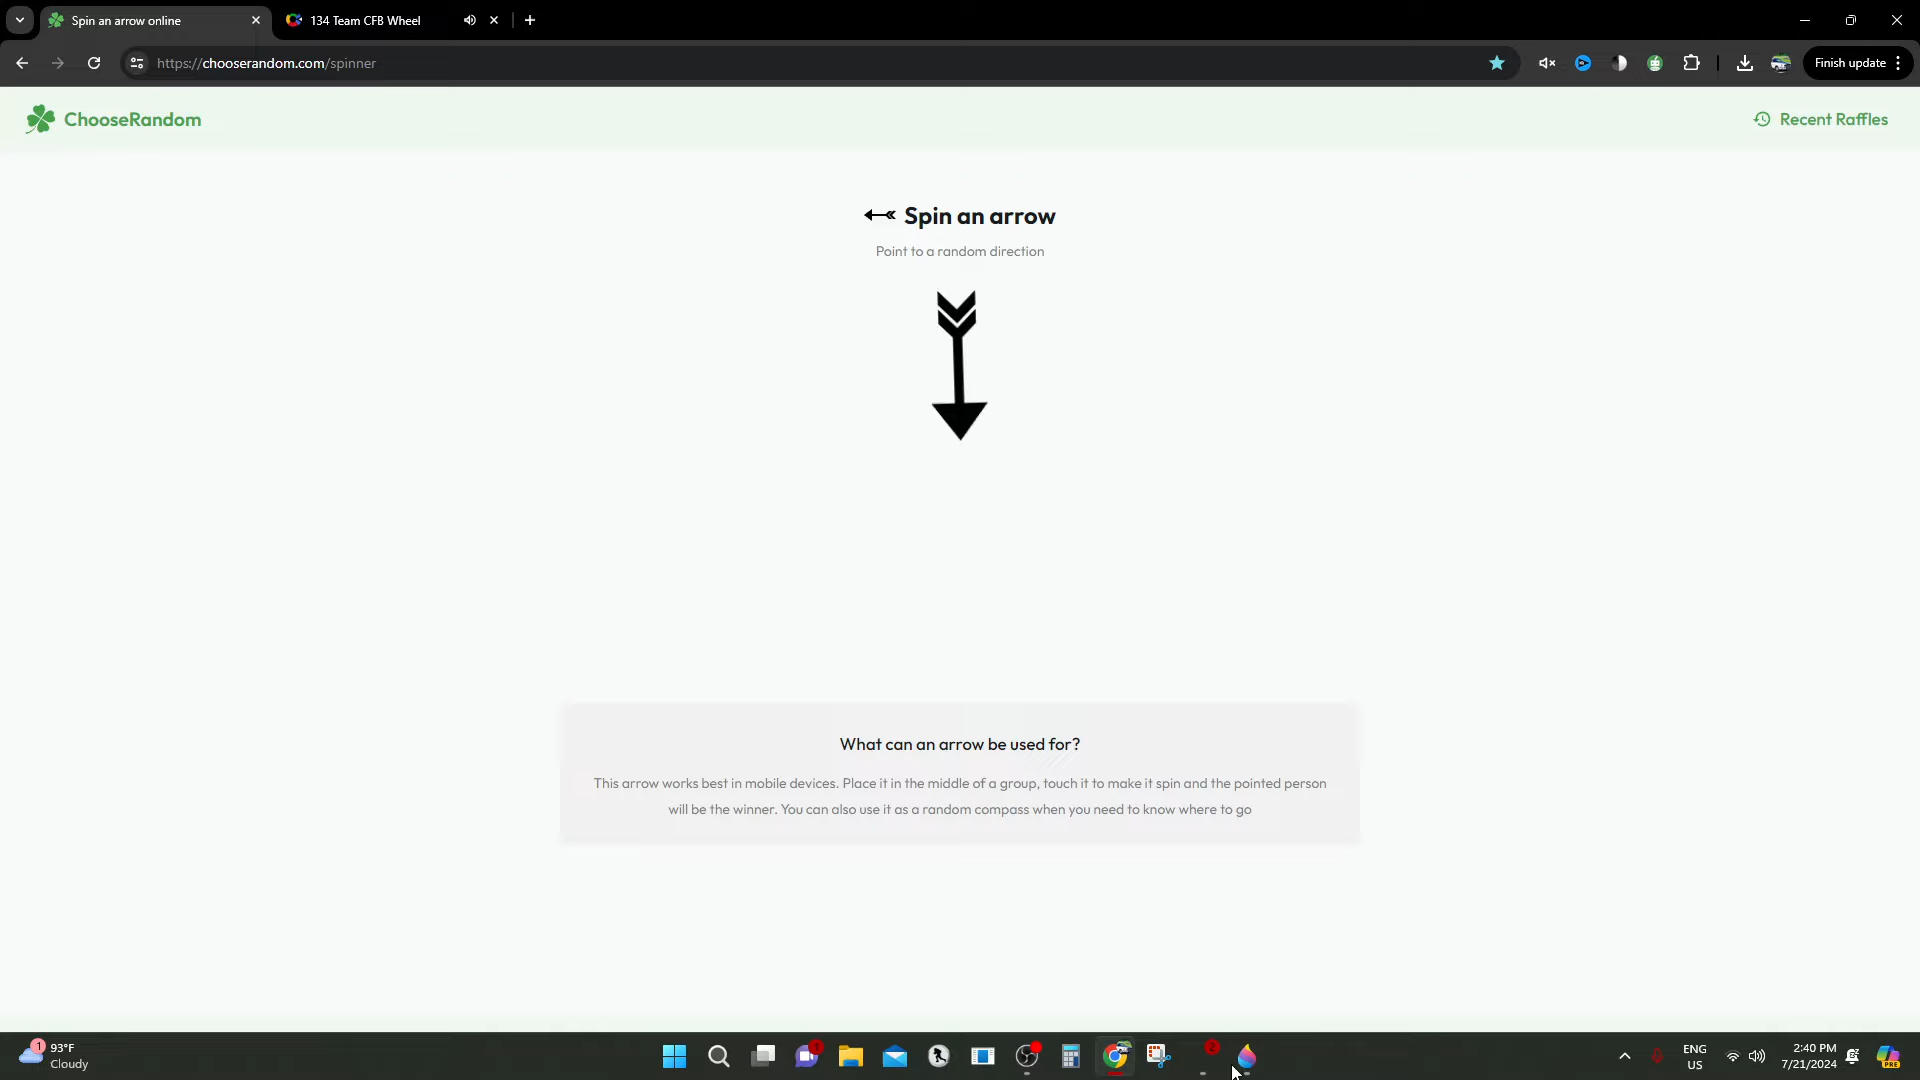 Spin an arrow online
134 Team CFB Wheel
https://chooserandom.com/spinner
Finish update
ChooseRandom
Recent Raffles
Spin an arrow
Point to a random direction
What can an arrow be used for?
This arrow works best in mobile devices. Place it in the middle of a group, touch it to make it spin and the pointed person
will be the winner. You can also use it as a random compass when you need to know where to go
1
93°F
Cloudy
1
2
ENG
US
2:40 PM
7/21/2024
PRE